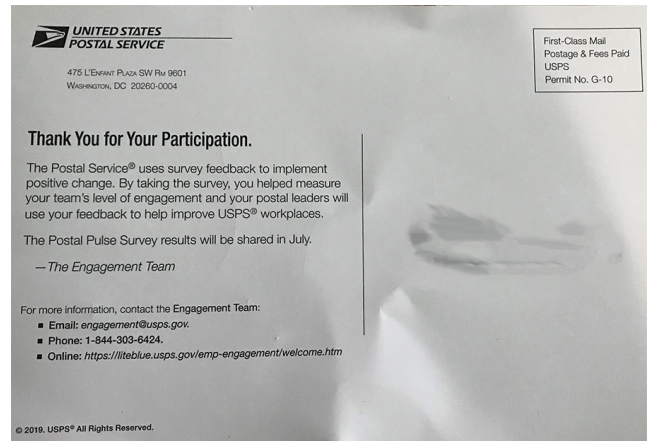 UNITED STATES
POSTAL SERVICE
475 L'ENFANT PLAZA SW RM 9601
WASHINGTON, DC 20260-0004
First-Class Mail
Postage & Fees Paid
USPS
Permit No. G-10
Thank You for Your Participation.
The Postal Service® uses survey feedback to implement
positive change. By taking the survey, you helped measure
your team's level of engagement and your postal leaders will
use your feedback to help improve USPS® workplaces.
The Postal Pulse Survey results will be shared in July.
—The Engagement Team
For more information, contact the Engagement Team:
■ Email: engagement@usps.gov.
■ Phone: 1-844-303-6424.
■ Online: https://liteblue.usps.gov/emp-engagement/welcome.htm
© 2019. USPS® All Rights Reserved.